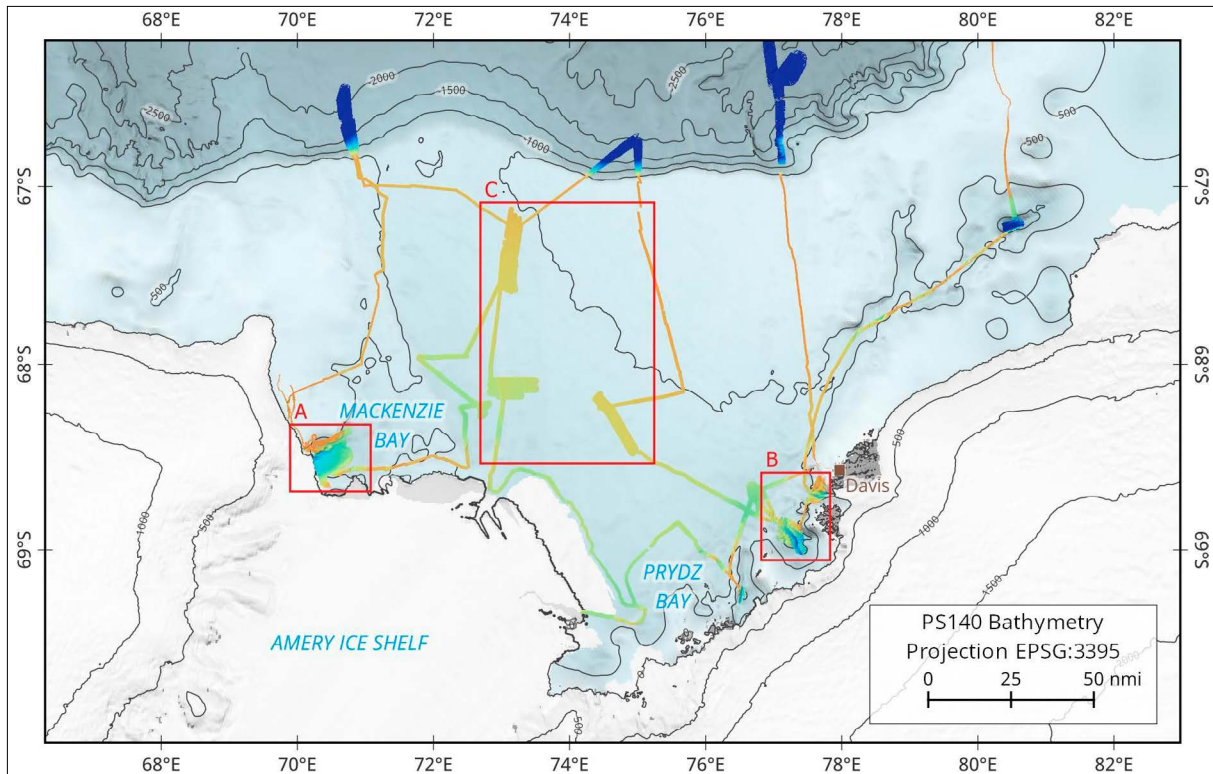 68°E 70°E 72°E 74°E 76°E 78°E 80°E 82°E
-2000
-2500
-1500
-2500
-1000
-500
-500
67°S
67°S
C
-500
68°S
68°S
A
MACKENZIE
BAY
500
B
Davis
1000
500
1000
69°S
69°S
PRYDZ
BAY
1500
AMERY ICE SHELF
PS140 Bathymetry
Projection EPSG:3395
0 25 50 nmi
2000
500
68°E 70°E 72°E 74°E 76°E 78°E 80°E 82°E